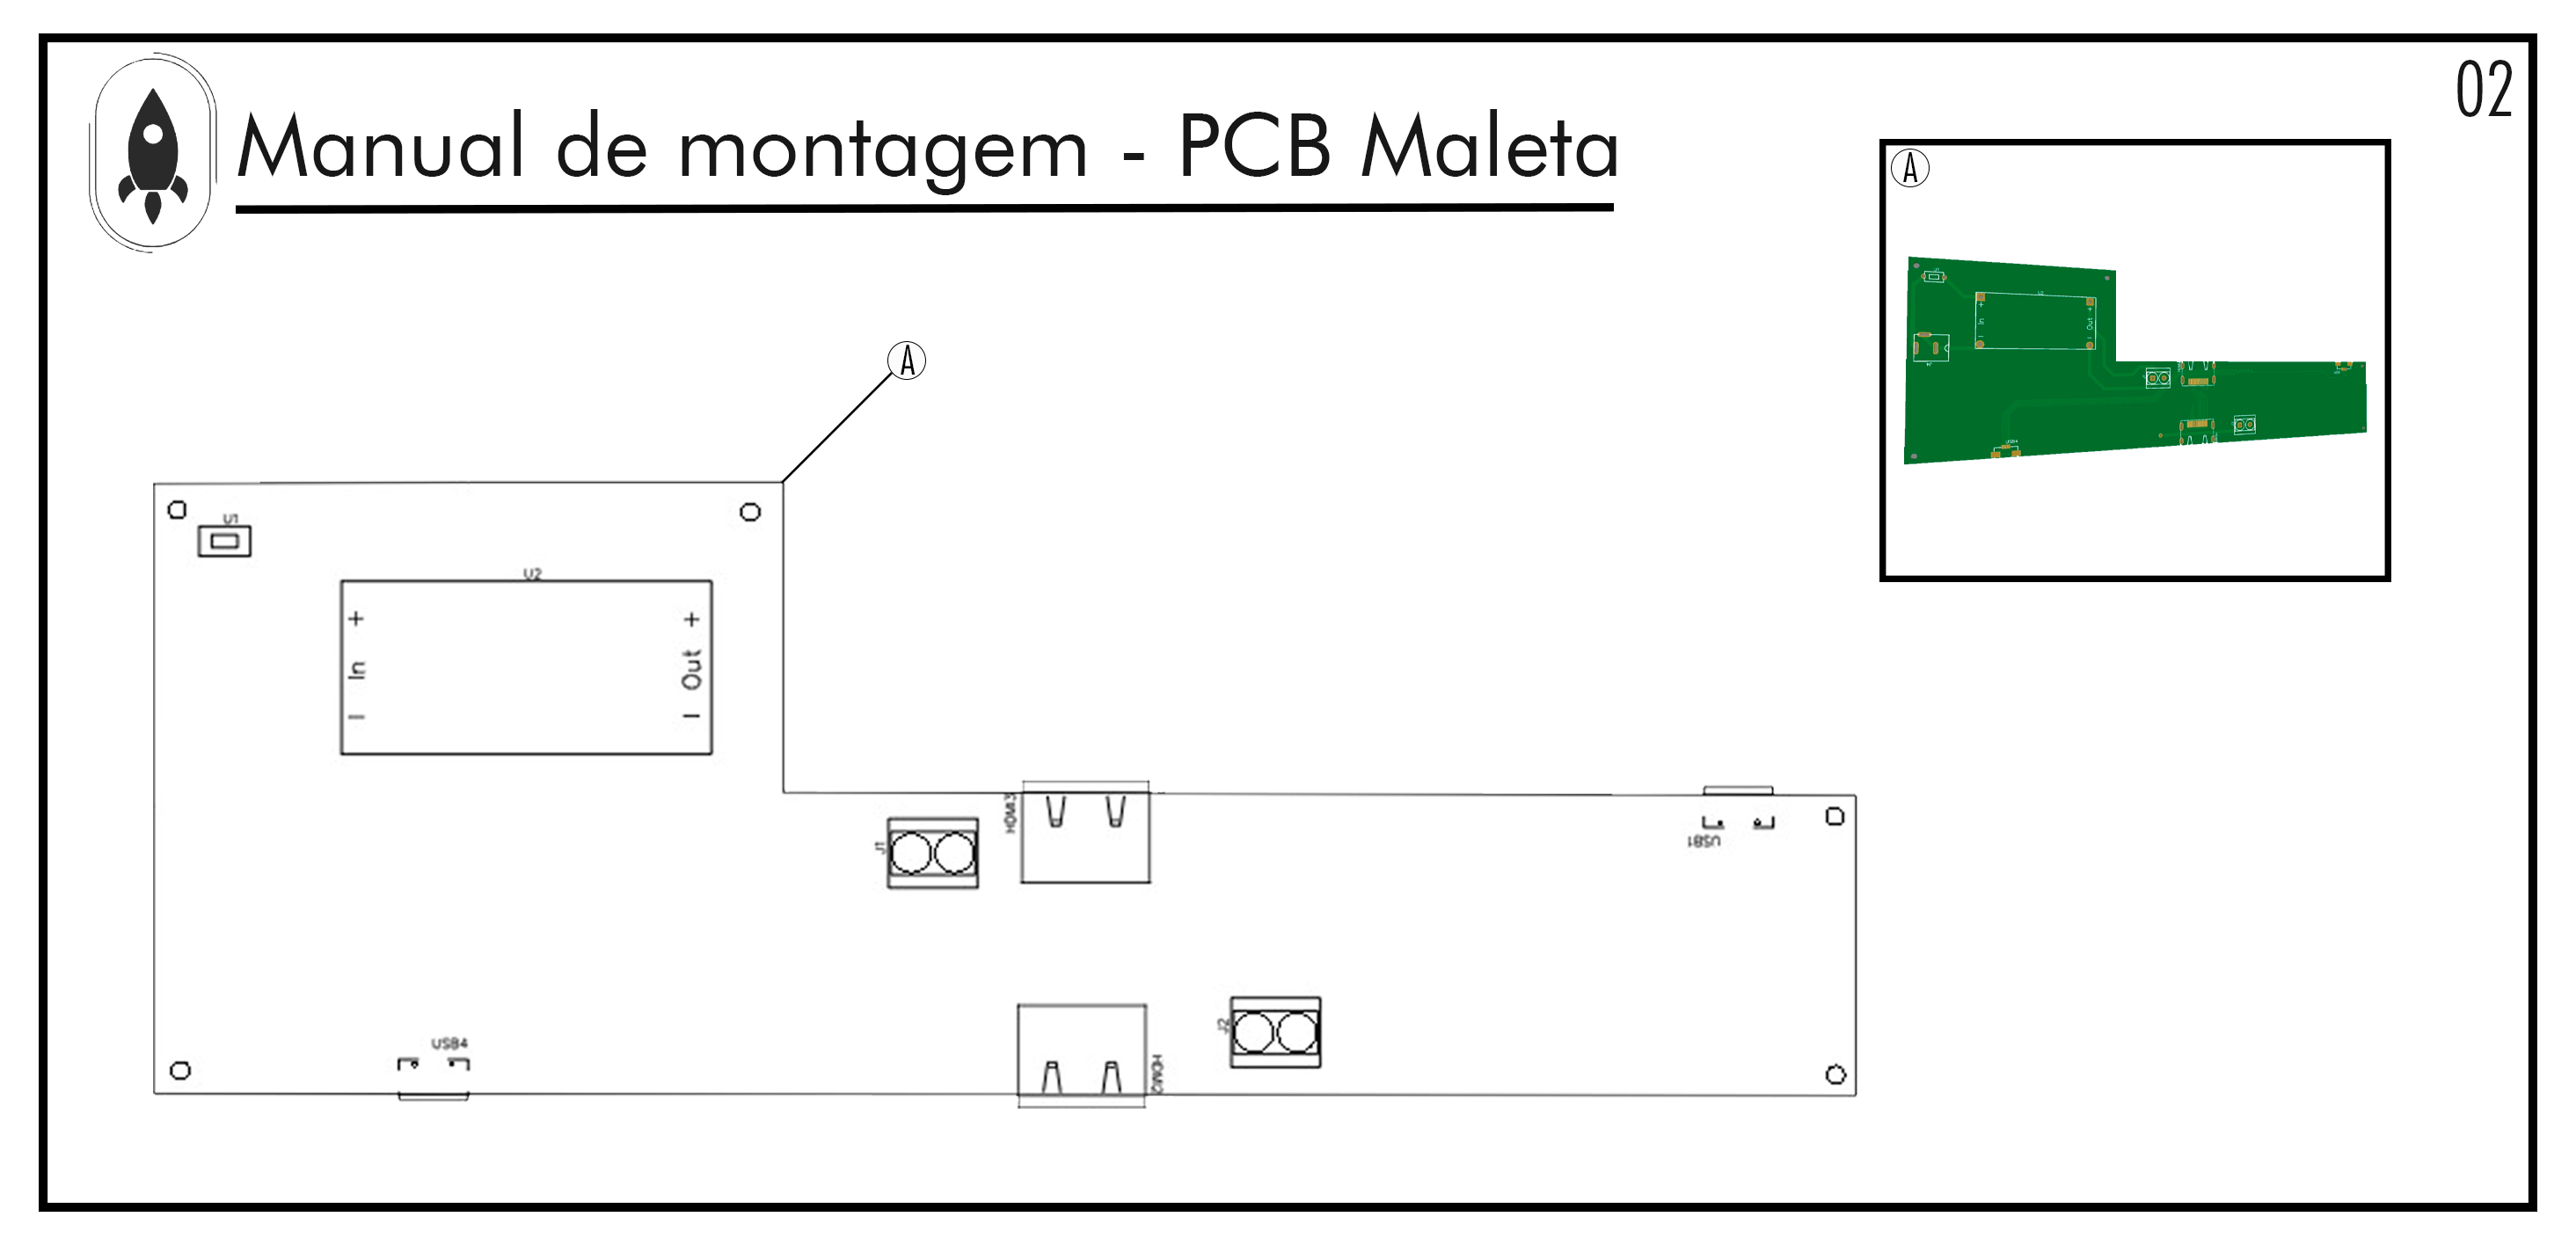 02
Manual de montagem - PCB Maleta
A
A
U1
U2
+ +
In Out
- -
HDMI3
J1
USB1
J2
USB4
HDMI2